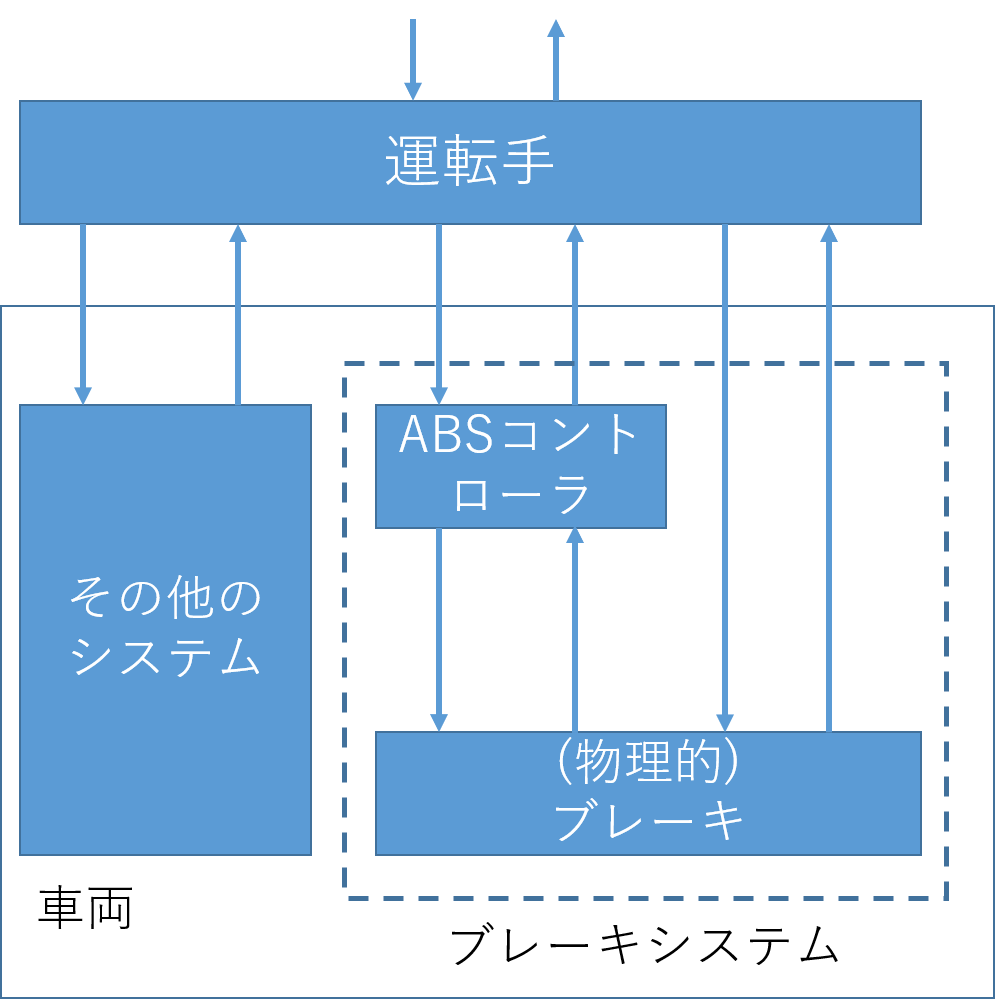 運転手
ABSコント
ローラ
その他の
システム
(物理的)
ブレーキ
車両
ブレーキシステム